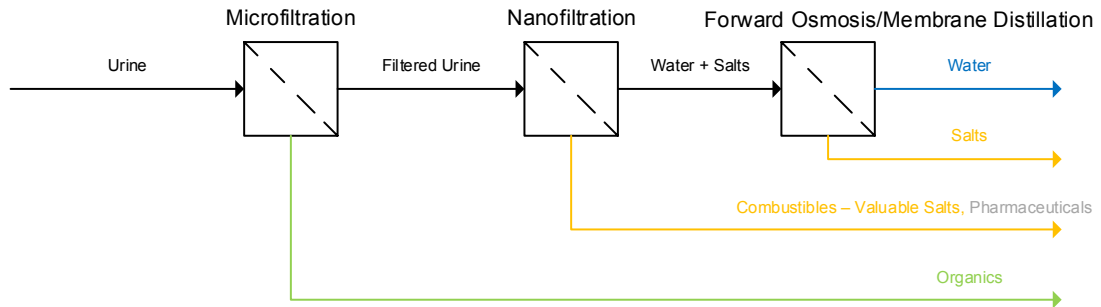 Microfiltration
Nanofiltration
Forward Osmosis/Membrane Distillation
Urine
Filtered Urine
Water + Salts
Water
Salts
Combustibles – Valuable Salts, Pharmaceuticals
Organics